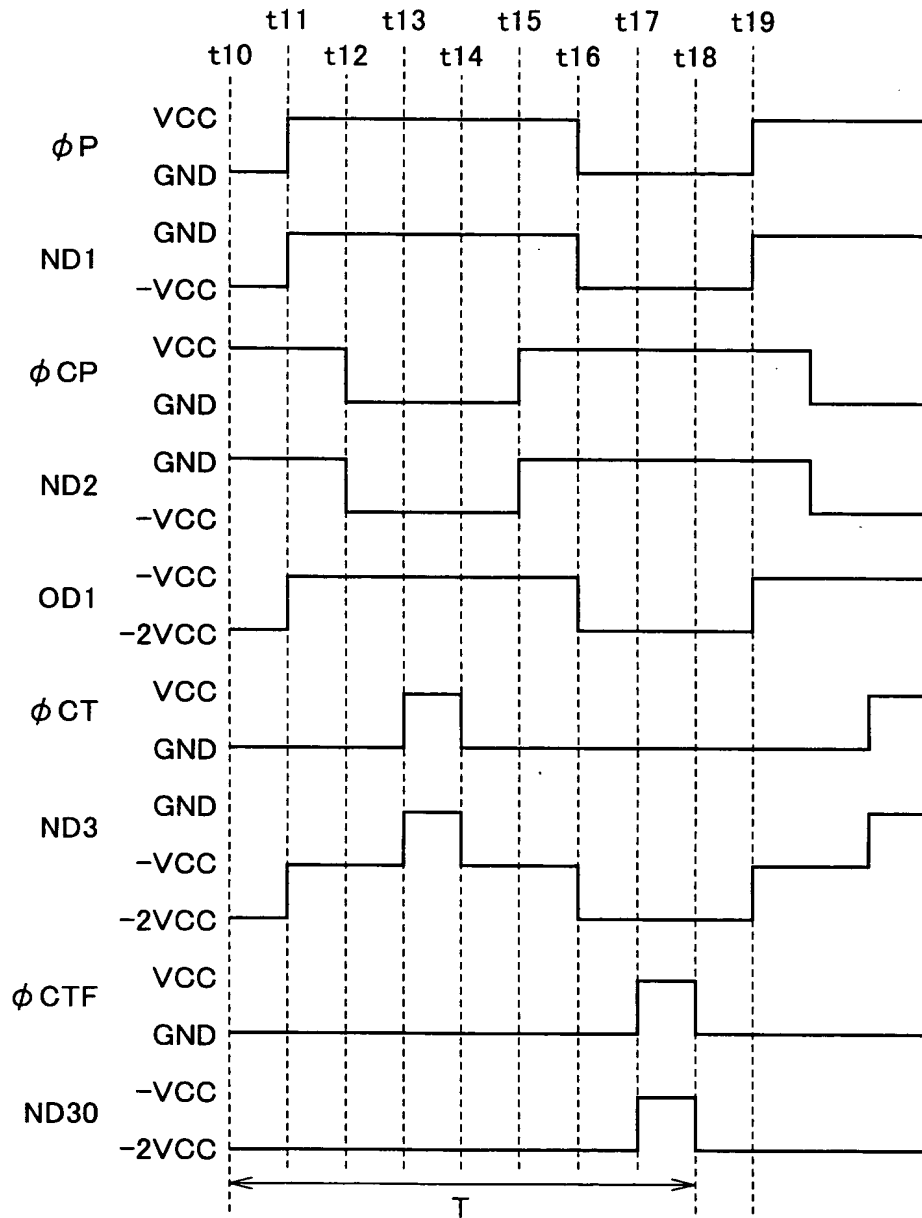 t11 t13 t15 t17 t19
t10 t12 t14 t16 t18
VCC
φP
GND
GND
ND1
-VCC
VCC
φCP
GND
GND
ND2
-VCC
-VCC
OD1
-2VCC
VCC
φCT
GND
GND
ND3
-VCC
-2VCC
VCC
φCTF
GND
-VCC
ND30
-2VCC
T